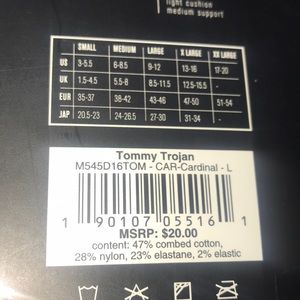 light cushion
medium support
SMALL MEDIUM LARGE X LARGE XX LARGE
US 3-5.5 6-8.5 9-12 13-16 17-20
UK 1.5-4.5 5.5-8 8.5-11.5 12.5-15.5 -
EUR 35-37 38-42 43-46 47-50 51-54
JAP 20.5-23 24-26.5 27-30 31-34 -
Tommy Trojan
M545D16TOM - CAR-Cardinal - L
1 90107 05516 1
MSRP: $20.00
content: 47% combed cotton,
28% nylon, 23% elastane, 2% elastic